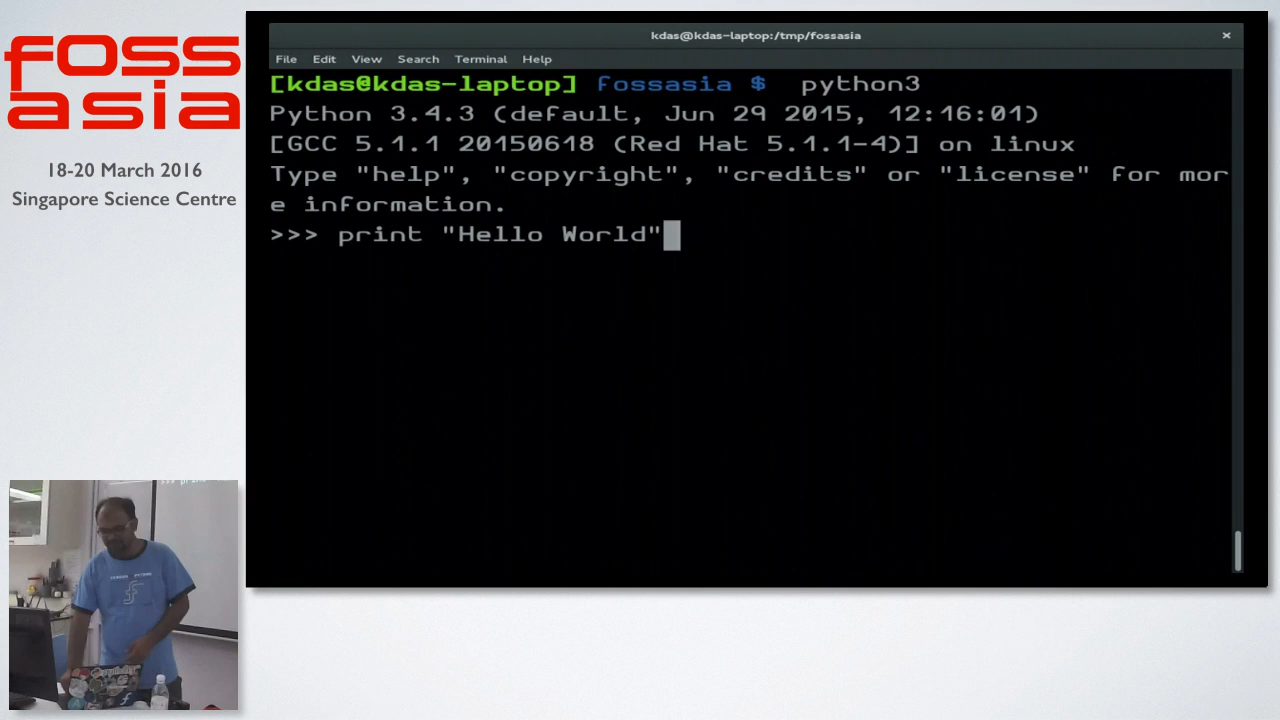 foss
asia
18-20 March 2016
Singapore Science Centre
kdas@kdas-laptop:/tmp/fossasia ×
File Edit View Search Terminal Help
[kdas@kdas-laptop] fossasia $ python3
Python 3.4.3 (default, Jun 29 2015, 12:16:01)
[GCC 5.1.1 20150618 (Red Hat 5.1.1-4)] on linux
Type "help", "copyright", "credits" or "license" for mor
e information.
>>> print "Hello World"